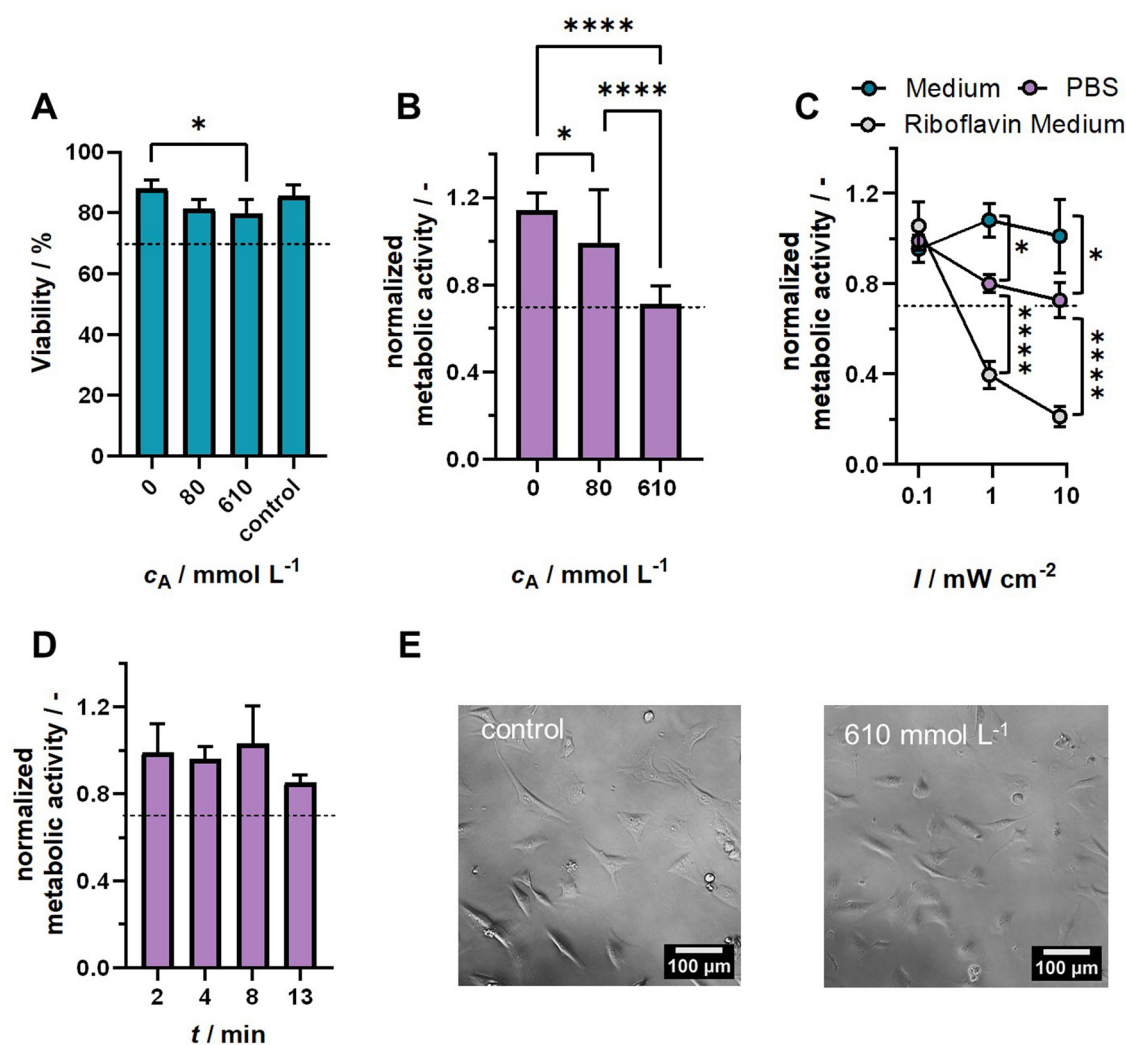 A
*
100
80
60
40
20
0
Viability / %
0
80
610
control
cA / mmol L-1
B
****
****
*
1.2
0.8
0.4
0.0
normalized
metabolic activity / -
0
80
610
cA / mmol L-1
C
Medium
PBS
Riboflavin Medium
1.2
0.8
0.4
0.0
normalized
metabolic activity / -
*
*
****
****
0.1
1
10
I / mW cm-2
D
1.2
0.8
0.4
0.0
normalized
metabolic activity / -
2
4
8
13
t / min
E
control
100 µm
610 mmol L-1
100 µm